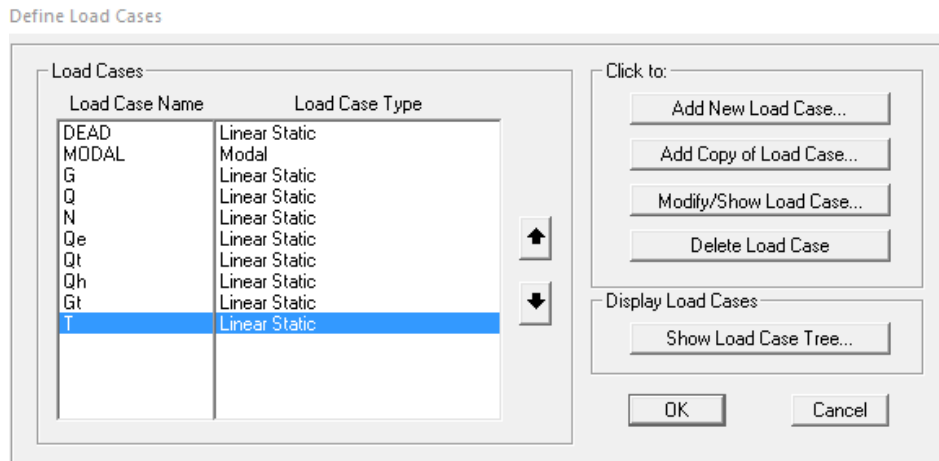 Define Load Cases
Load Cases
Load Case Name Load Case Type
DEAD Linear Static
MODAL Modal
G Linear Static
Q Linear Static
N Linear Static
Qe Linear Static
Qt Linear Static
Qh Linear Static
Gt Linear Static
T Linear Static
Click to:
Add New Load Case...
Add Copy of Load Case...
Modify/Show Load Case...
Delete Load Case
Display Load Cases
Show Load Case Tree...
OK Cancel